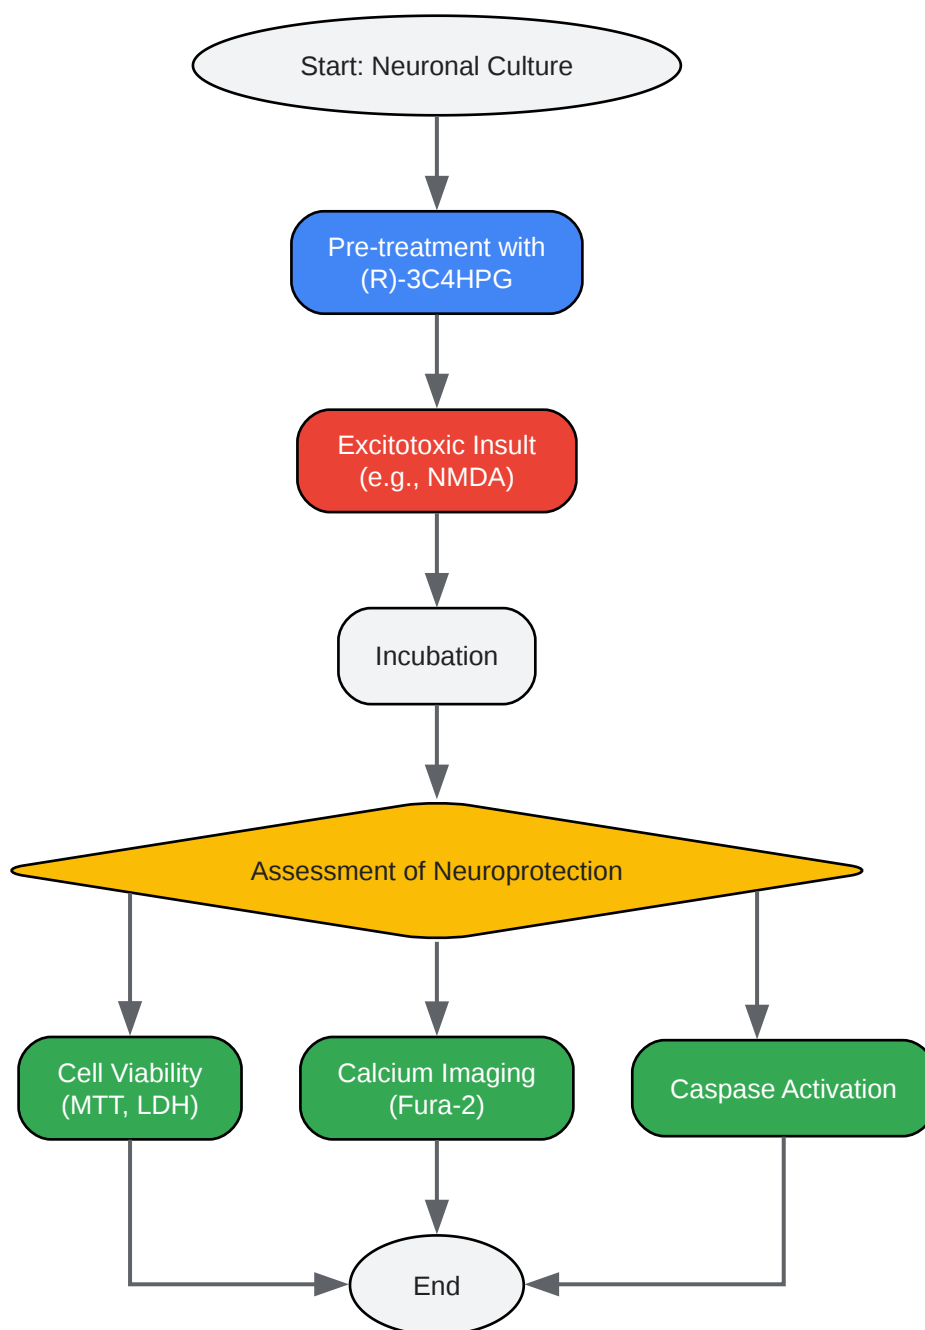 Start: Neuronal Culture
Pre-treatment with
(R)-3C4HPG
Excitotoxic Insult
(e.g., NMDA)
Incubation
Assessment of Neuroprotection
Cell Viability
(MTT, LDH)
Calcium Imaging
(Fura-2)
Caspase Activation
End